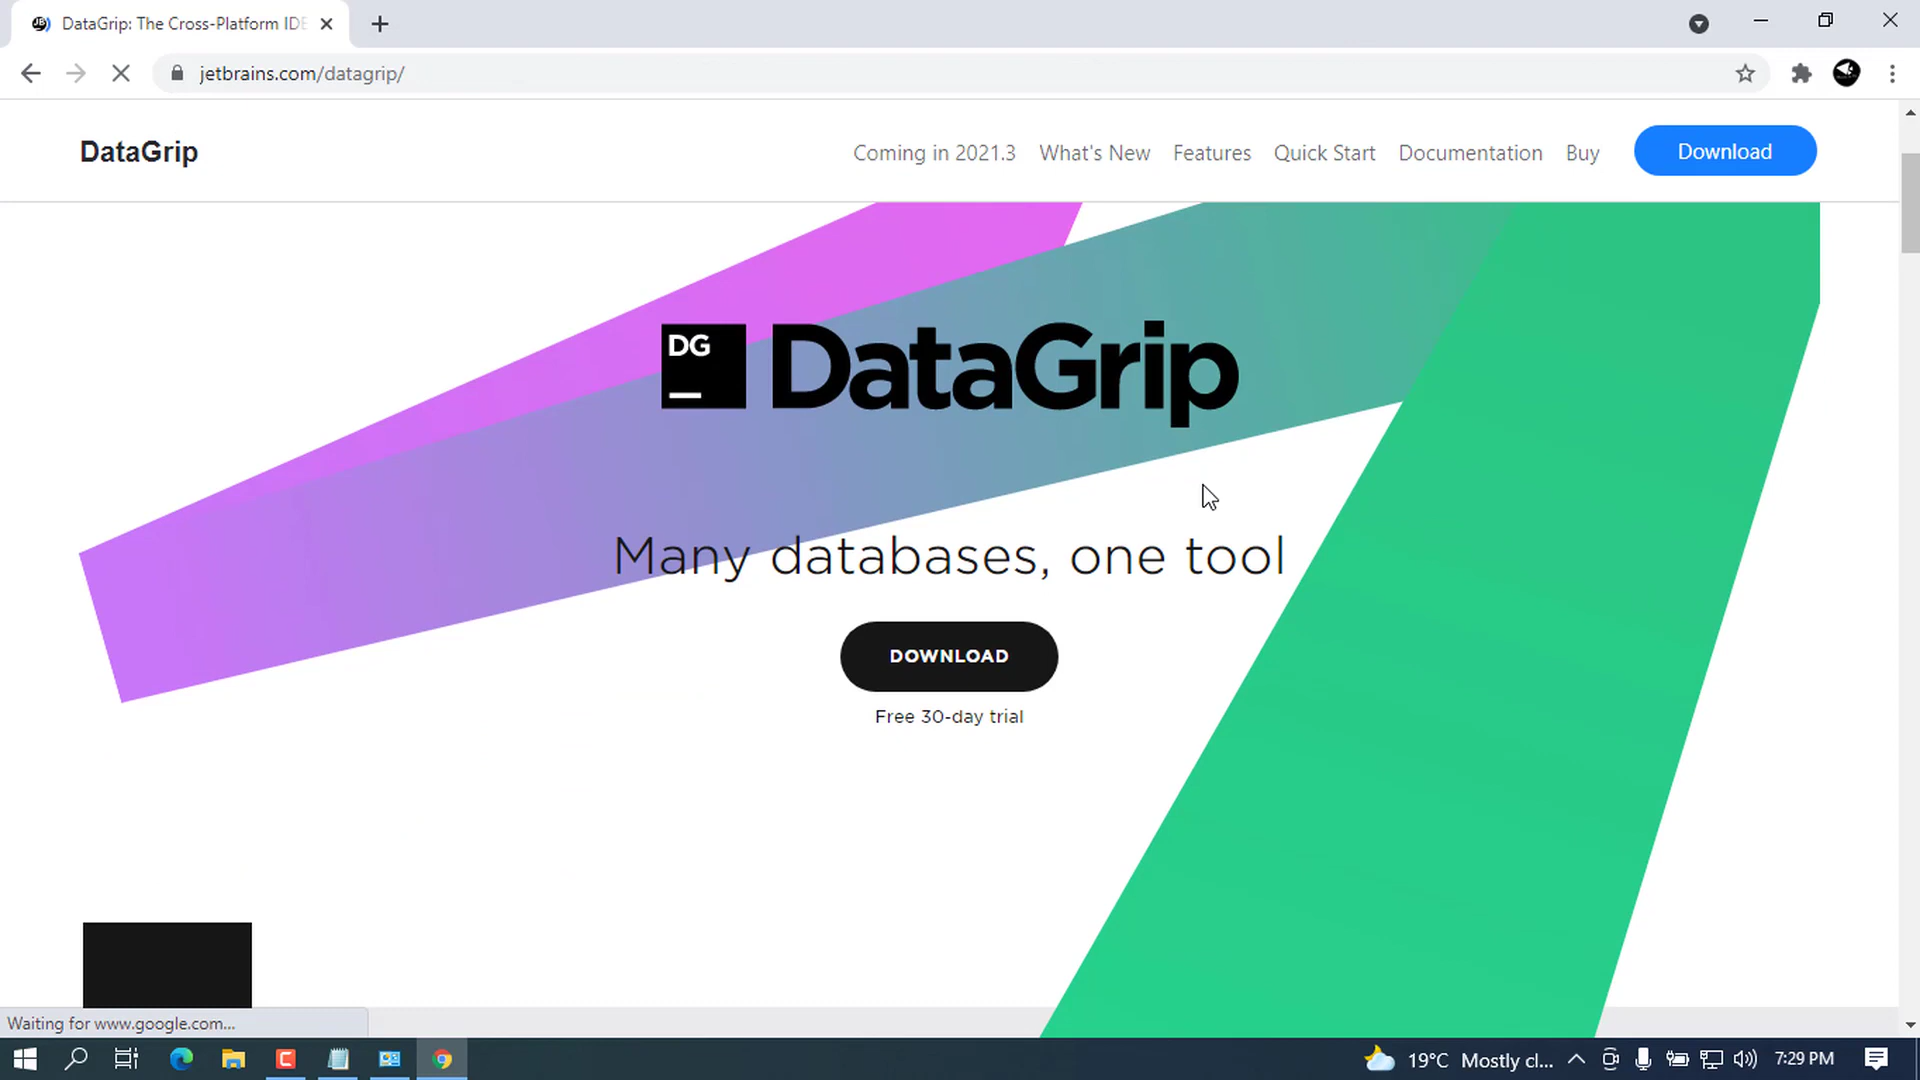 DataGrip: The Cross-Platform IDE
jetbrains.com/datagrip/
DataGrip
Coming in 2021.3 What's New Features Quick Start Documentation Buy Download
DG DataGrip
Many databases, one tool
DOWNLOAD
Free 30-day trial
Waiting for www.google.com...
19°C Mostly cl... 7:29 PM